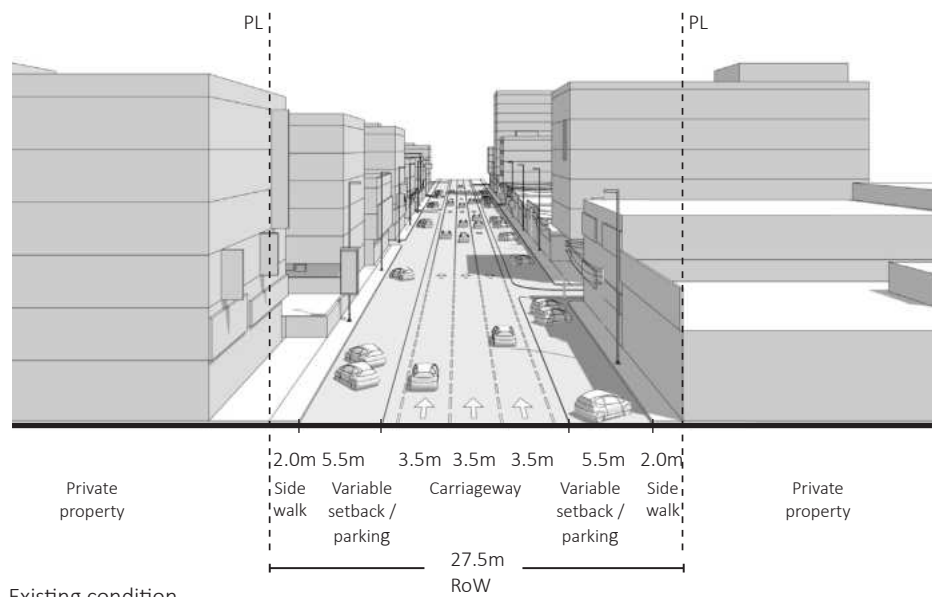 PL PL
2.0m 5.5m 3.5m 3.5m 3.5m 5.5m 2.0m
Private property
Side walk
Variable setback / parking
Carriageway
Variable setback / parking
Side walk
Private property
27.5m
RoW
Existing condition